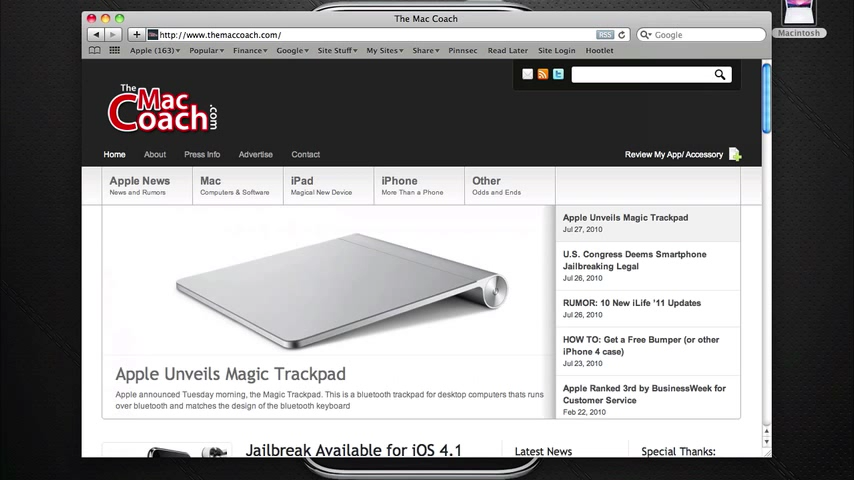 The Mac Coach
http://www.themaccoach.com/
RSS
Google
Macintosh
Apple (163)
Popular
Finance
Google
Site Stuff
My Sites
Share
Pinnsec
Read Later
Site Login
Hootlet
The
Mac
Coach
.com
Home
About
Press Info
Advertise
Contact
Review My App/ Accessory
Apple News
News and Rumors
Mac
Computers & Software
iPad
Magical New Device
iPhone
More Than a Phone
Other
Odds and Ends
Apple Unveils Magic Trackpad
Apple announced Tuesday morning, the Magic Trackpad. This is a bluetooth trackpad for desktop computers thats runs
over bluetooth and matches the design of the bluetooth keyboard
Apple Unveils Magic Trackpad
Jul 27, 2010
U.S. Congress Deems Smartphone
Jailbreaking Legal
Jul 26, 2010
RUMOR: 10 New iLife '11 Updates
Jul 26, 2010
HOW TO: Get a Free Bumper (or other
iPhone 4 case)
Jul 23, 2010
Apple Ranked 3rd by BusinessWeek for
Customer Service
Feb 22, 2010
Jailbreak Available for iOS 4.1
Latest News
Special Thanks: